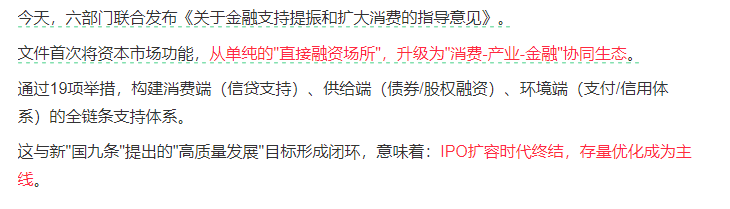 今天，六部门联合发布《关于金融支持提振和扩大消费的指导意见》。
文件首次将资本市场功能，从单纯的"直接融资场所"，升级为"消费-产业-金融"协同生态。
通过19项举措，构建消费端（信贷支持）、供给端（债券/股权融资）、环境端（支付/信用体
系）的全链条支持体系。
这与新"国九条"提出的"高质量发展"目标形成闭环，意味着：IPO扩容时代终结，存量优化成为主
线。